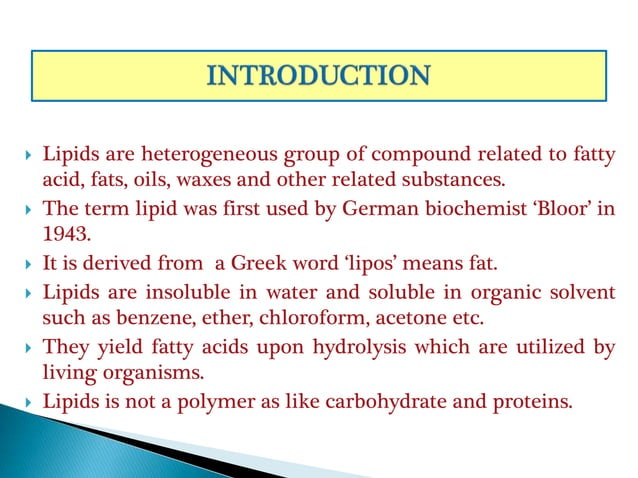 INTRODUCTION
Lipids are heterogeneous group of compound related to fatty
acid, fats, oils, waxes and other related substances.
The term lipid was first used by German biochemist ‘Bloor’ in
1943.
It is derived from a Greek word ‘lipos’ means fat.
Lipids are insoluble in water and soluble in organic solvent
such as benzene, ether, chloroform, acetone etc.
They yield fatty acids upon hydrolysis which are utilized by
living organisms.
Lipids is not a polymer as like carbohydrate and proteins.